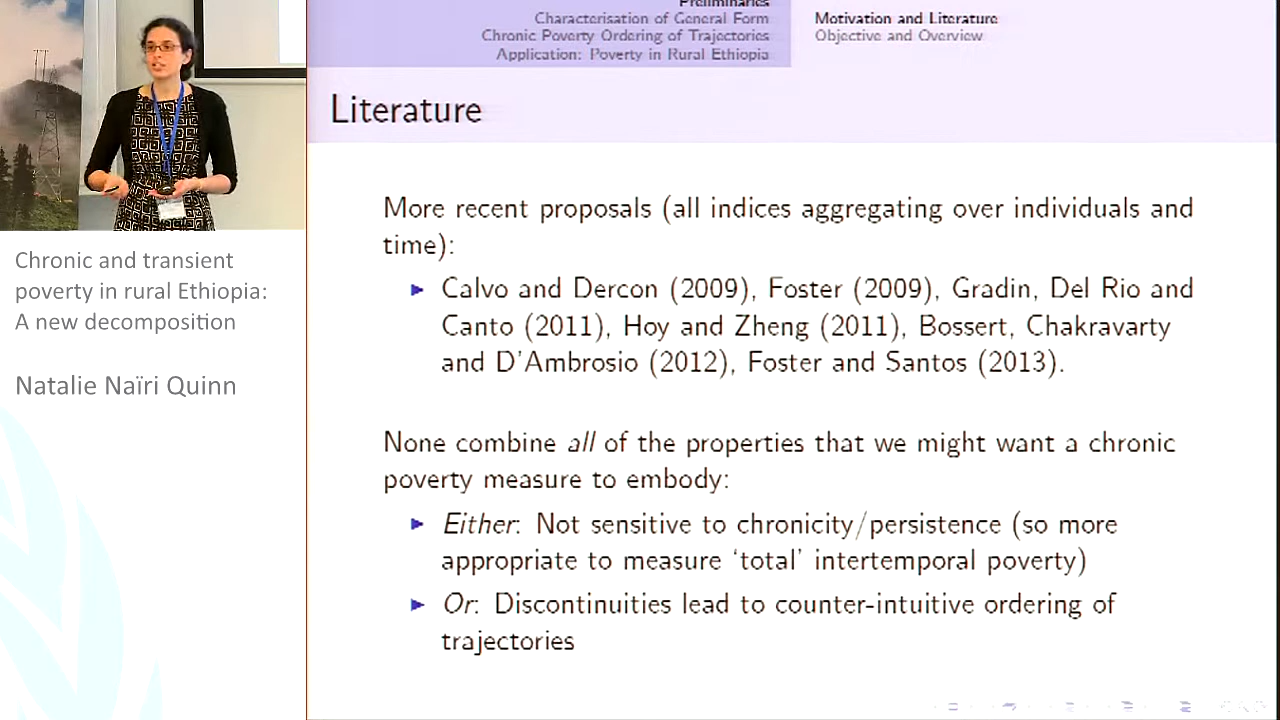 Preliminaries
Characterisation of General Form
Chronic Poverty Ordering of Trajectories
Application: Poverty in Rural Ethiopia
Motivation and Literature
Objective and Overview
Literature
More recent proposals (all indices aggregating over individuals and
time):
► Calvo and Dercon (2009), Foster (2009), Gradin, Del Rio and
Canto (2011), Hoy and Zheng (2011), Bossert, Chakravarty
and D'Ambrosio (2012), Foster and Santos (2013).
None combine all of the properties that we might want a chronic
poverty measure to embody:
► Either: Not sensitive to chronicity/persistence (so more
appropriate to measure ‘total’ intertemporal poverty)
► Or: Discontinuities lead to counter-intuitive ordering of
trajectories
Chronic and transient
poverty in rural Ethiopia:
A new decomposition
Natalie Naïri Quinn